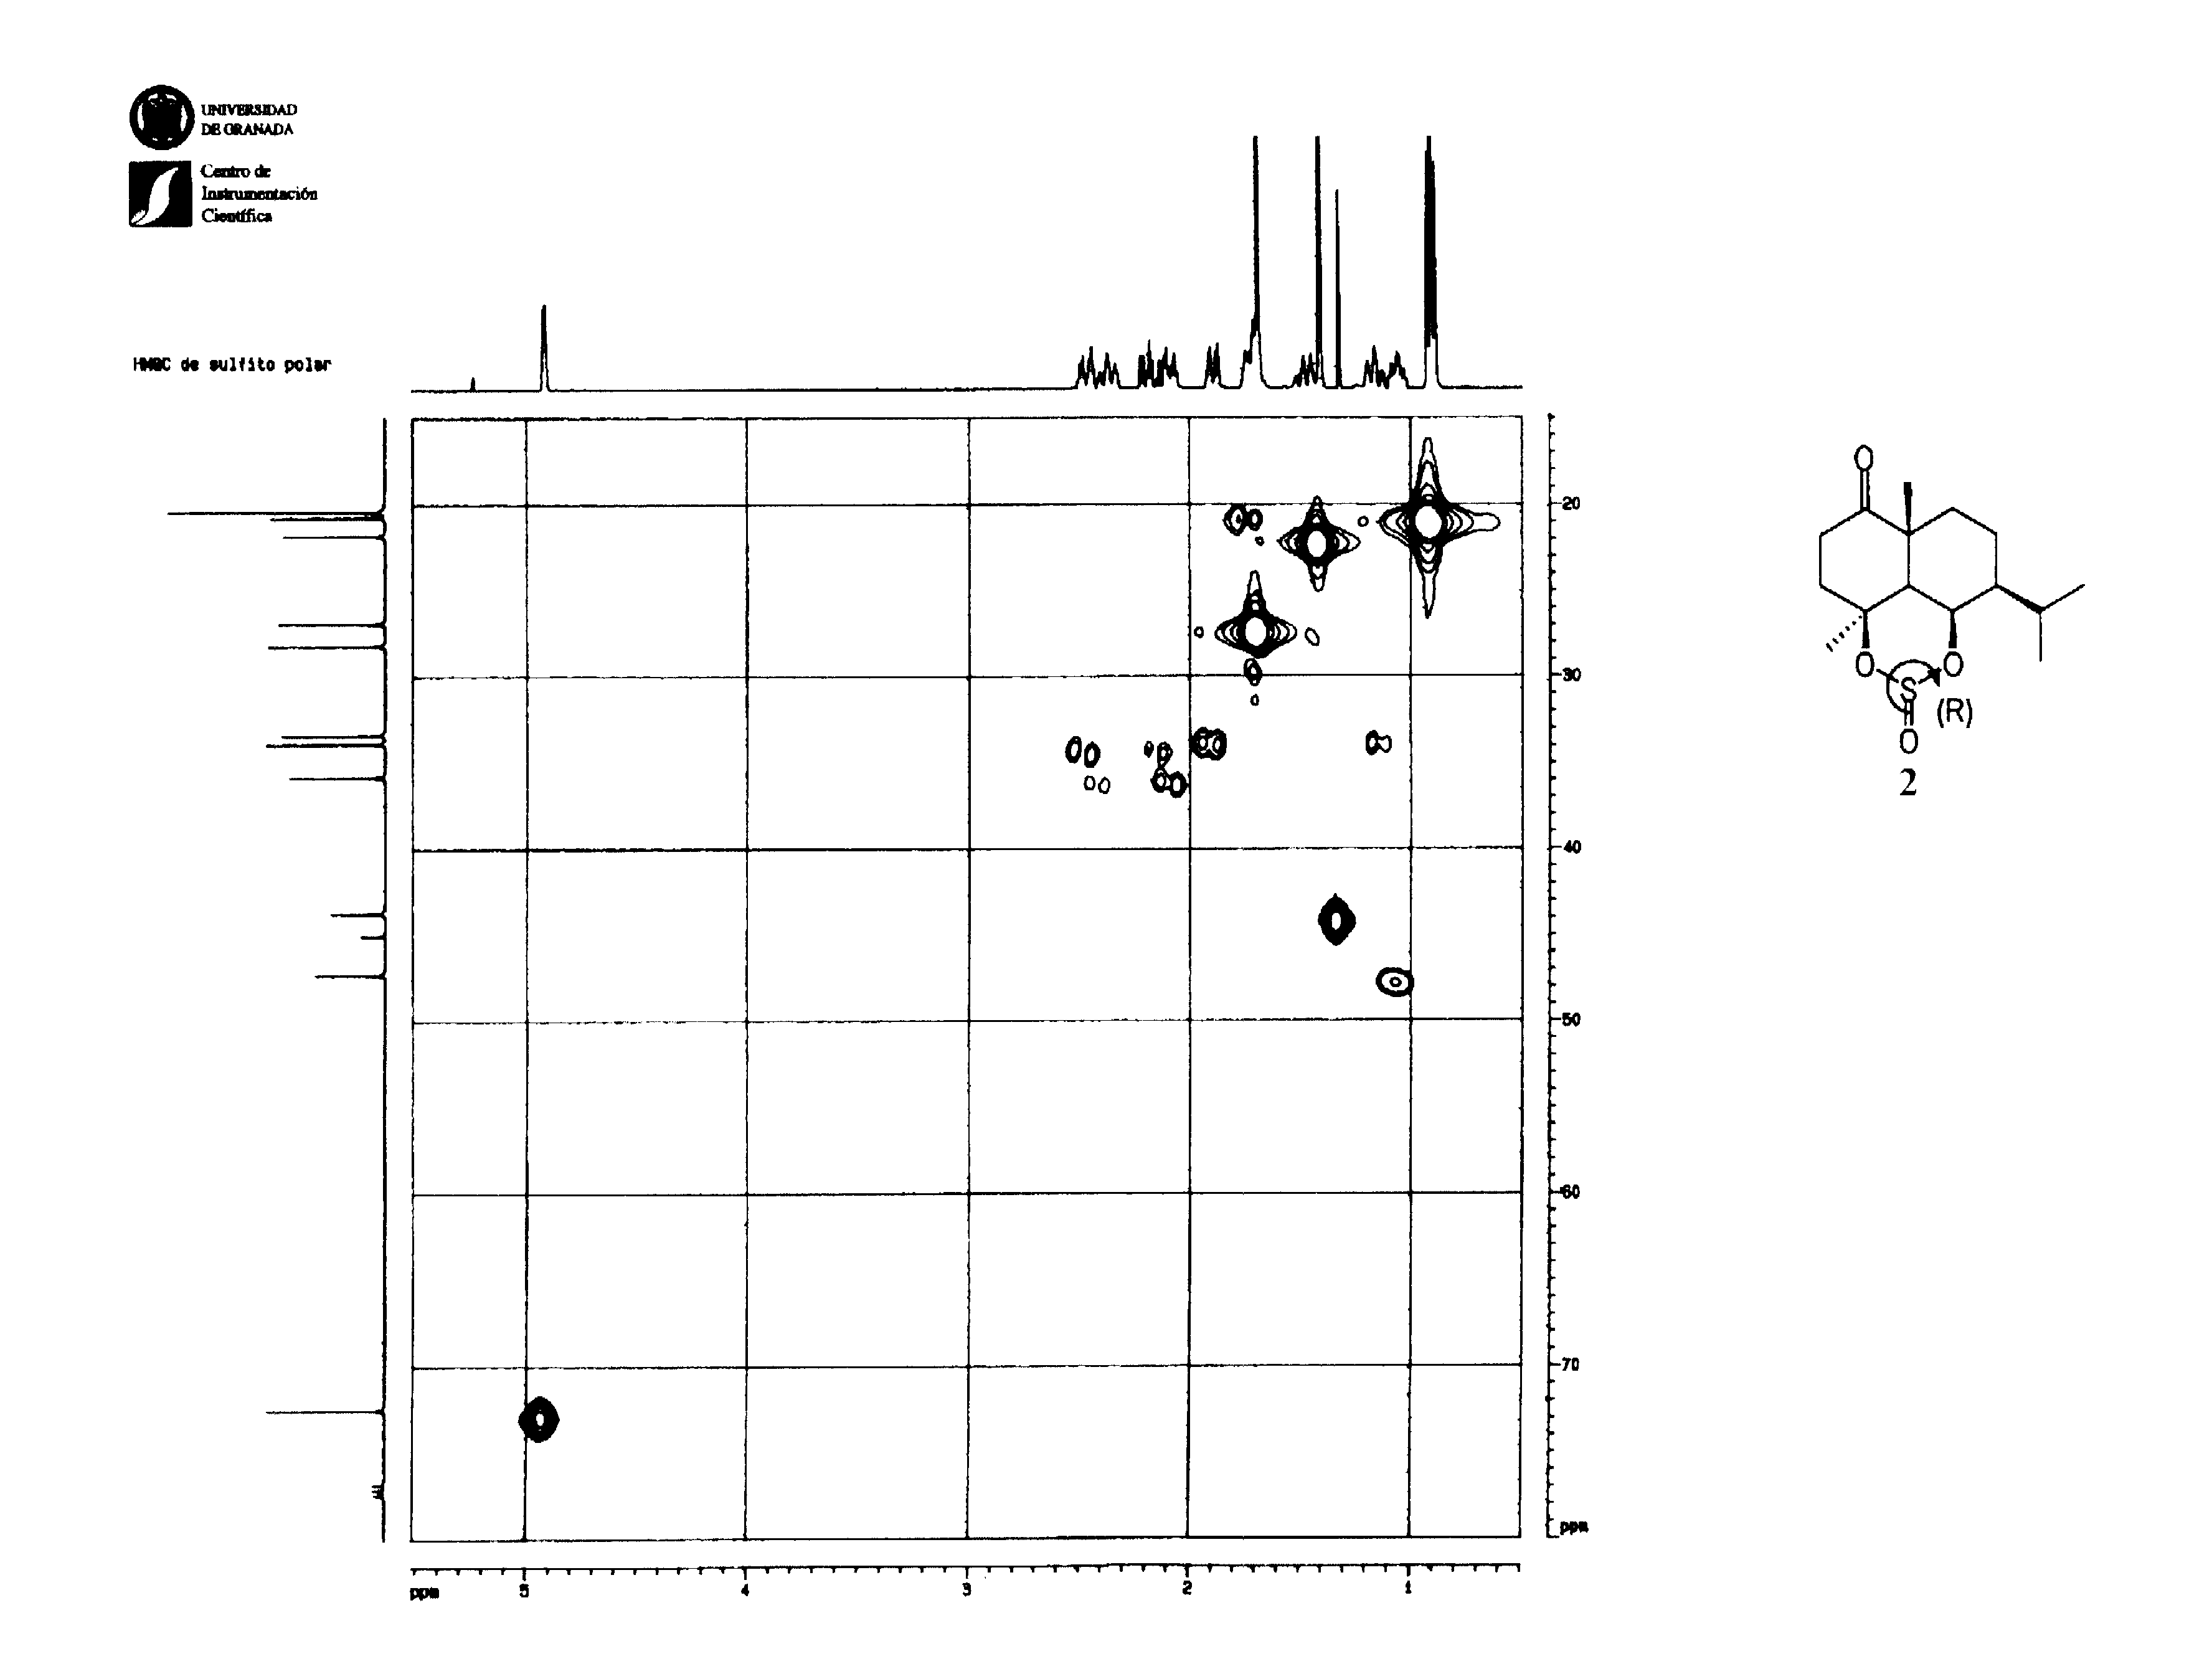 UNIVERSIDAD
DE GRANADA
Centro de
Instrumentación
Científica
HMQC de sulfito polar
20
30
40
50
60
70
ppm
ppm
5
4
3
2
1
O
O
O
S
(R)
O
2